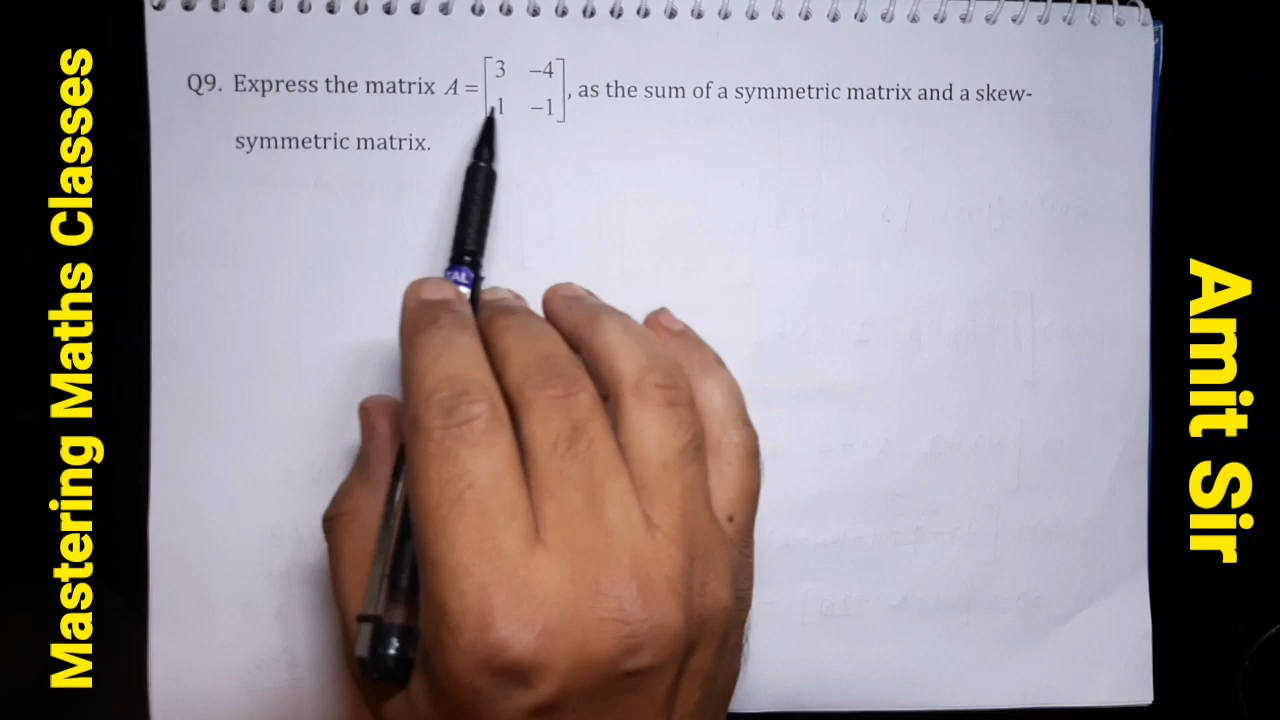 Mastering Maths Classes
Q9. Express the matrix A = [3 −4
1 −1], as the sum of a symmetric matrix and a skew-
symmetric matrix.
Amit Sir